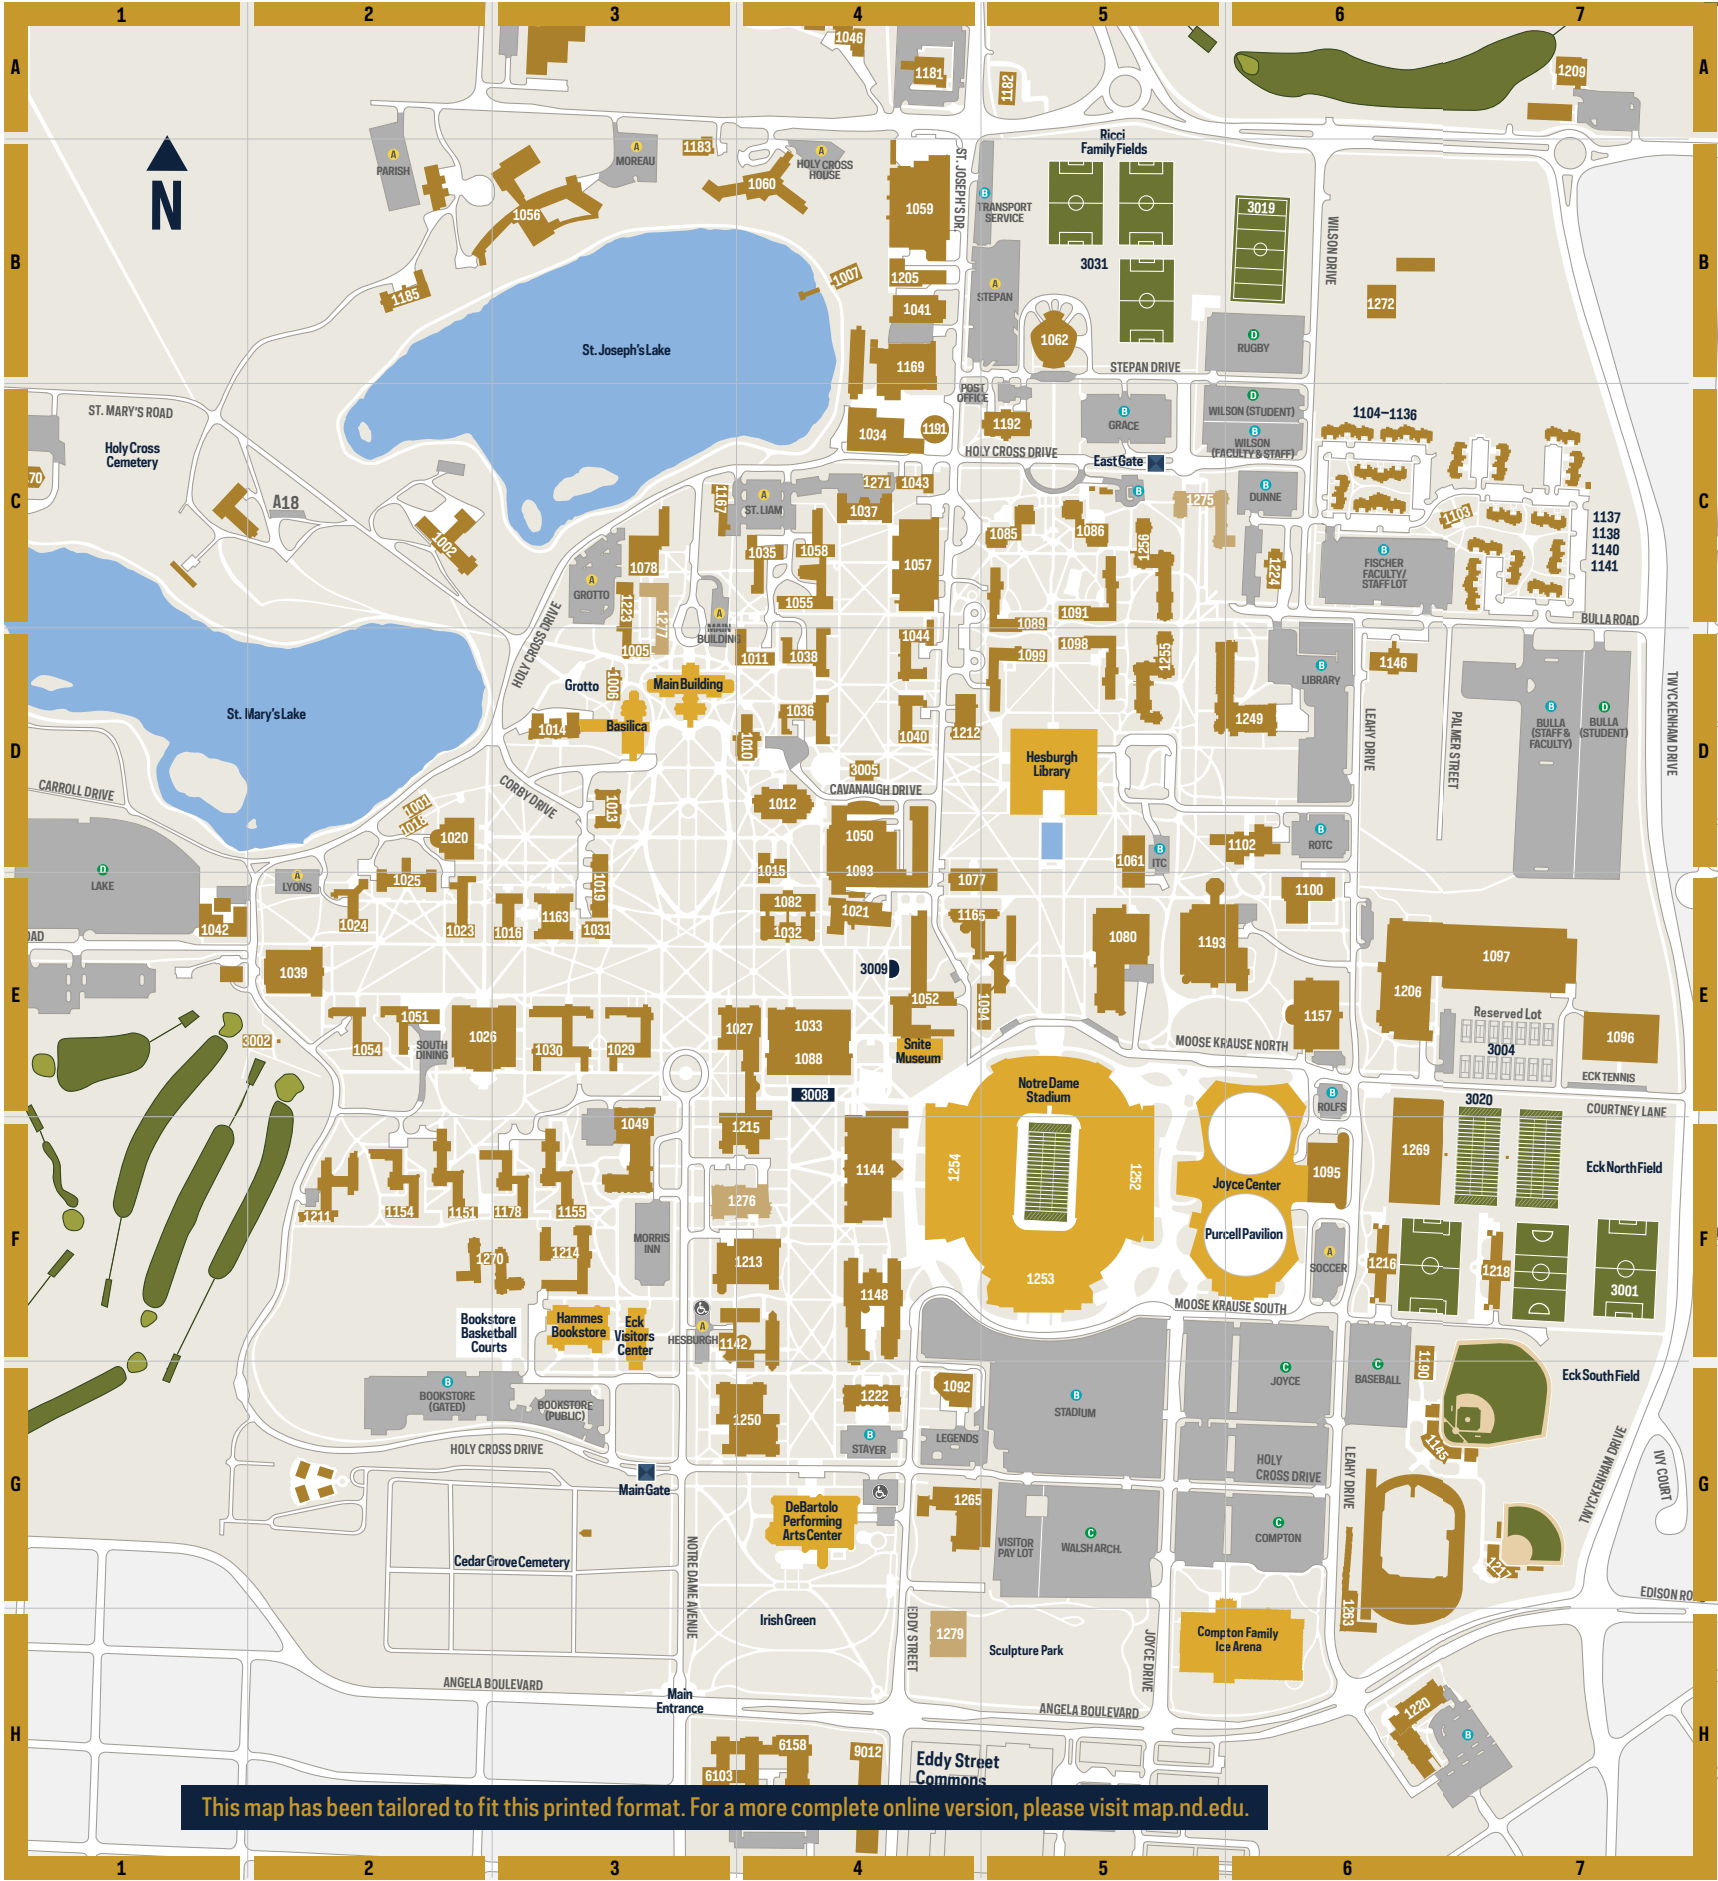 1 2 3 4 5 6 7
A A
1046
1181
1182
1209
Ricci
Family Fields
A
PARISH
A
MOREAU
1183
A
HOLY CROSS
HOUSE
1060
1056
1059
ST. JOSEPH'S DR.
B
TRANSPORT
SERVICE
3019
WILSON DRIVE
N
B B
3031
1185
1007
1205
1041
A
STEPAN
1272
1062
D
RUGBY
St. Joseph's Lake
1169
STEPAN DRIVE
POST
OFFICE
D
WILSON (STUDENT)
B
WILSON
(FACULTY & STAFF)
B
GRACE
1104–1136
ST. MARY'S ROAD
Holy Cross
Cemetery
1034
1191
1192
HOLY CROSS DRIVE
East Gate
70
C C
A18
1002
1167
A
ST. LIAM
1271
1043
1037
B
1275
B
DUNNE
1103
1137
1138
1140
1141
1085
1086
1256
1035
1058
1057
1078
A
GROTTO
1224
B
FISCHER
FACULTY/
STAFF LOT
1223
1277
1055
A
MAIN
BUILDING
1091
1089
BULLA ROAD
HOLY CROSS DRIVE
1005
1011
1038
1044
1099
1098
1255
1146
B
LIBRARY
Grotto
1006
Main Building
St. Mary's Lake
1014
Basilica
1010
1036
1040
1212
1249
LEAHY DRIVE
PALMER STREET
B
BULLA
(STAFF &
FACULTY)
D
BULLA
(STUDENT)
TWYCKENHAM DRIVE
D D
Hesburgh
Library
3005
CAVANAUGH DRIVE
CARROLL DRIVE
CORBY DRIVE
1001
1018
1013
1012
1020
1050
1093
1061
B
ITC
1102
B
ROTC
1015
D
LAKE
A
LYONS
1025
1019
1077
1100
1042
1024
1023
1016
1163
1031
1082
1032
1021
1165
1080
1193
OAD
1039
3009
1097
1206
E E
1052
1094
1157
3002
1054
1051
SOUTH
DINING
1026
1030
1029
1027
1033
1088
Snite
Museum
MOOSE KRAUSE NORTH
Reserved Lot
3004
1096
ECK TENNIS
COURTNEY LANE
Notre Dame
Stadium
3008
B
ROLFS
3020
1049
1215
1144
1254
1252
1253
Joyce Center
Purcell Pavilion
1095
1269
Eck North Field
1211
1154
1151
1178
1155
1276
MORRIS
INN
F F
1270
1214
1213
1148
A
SOCCER
1216
1218
3001
MOOSE KRAUSE SOUTH
Bookstore
Basketball
Courts
Hammes
Bookstore
Eck
Visitors
Center
A
HESBURGH
1142
B
BOOKSTORE
(GATED)
BOOKSTORE
(PUBLIC)
1250
1222
1092
B
STAYER
LEGENDS
B
STADIUM
C
JOYCE
C
BASEBALL
1190
Eck South Field
1145
HOLY CROSS DRIVE
Main Gate
HOLY
CROSS DRIVE
LEAHY DRIVE
TWYCKENHAM DRIVE
IVY COURT
G G
DeBartolo
Performing
Arts Center
1265
VISITOR
PAY LOT
C
WALSH ARCH.
C
COMPTON
1217
Cedar Grove Cemetery
NOTRE DAME AVENUE
1263
EDISON RO
Irish Green
EDDY STREET
1279
Sculpture Park
JOYCE DRIVE
Compton Family
Ice Arena
ANGELA BOULEVARD
Main
Entrance
ANGELA BOULEVARD
1220
B
H H
6158
6103
9012
Eddy Street
Commons
This map has been tailored to fit this printed format. For a more complete online version, please visit map.nd.edu.
1 2 3 4 5 6 7